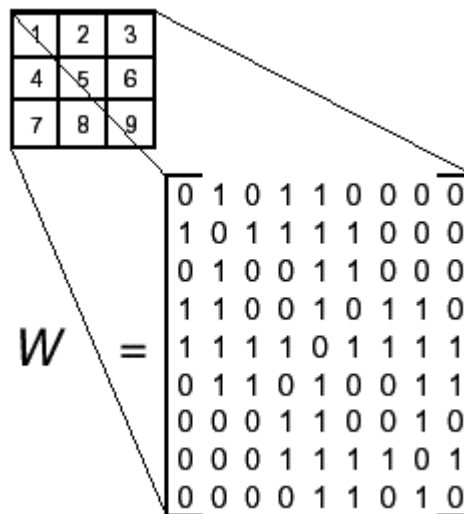 1 2 3
4 5 6
7 8 9
W =
0 1 0 1 1 0 0 0 0
1 0 1 1 1 1 0 0 0
0 1 0 0 1 1 0 0 0
1 1 0 0 1 0 1 1 0
1 1 1 1 0 1 1 1 1
0 1 1 0 1 0 0 1 1
0 0 0 1 1 0 0 1 0
0 0 0 1 1 1 1 0 1
0 0 0 0 1 1 0 1 0